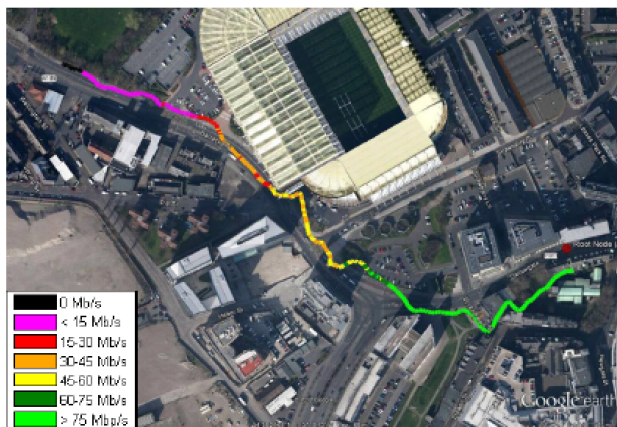 Root Node
0 Mb/s
< 15 Mb/s
15-30 Mb/s
30-45 Mb/s
45-60 Mb/s
60-75 Mb/s
> 75 Mbp/s
Google earth